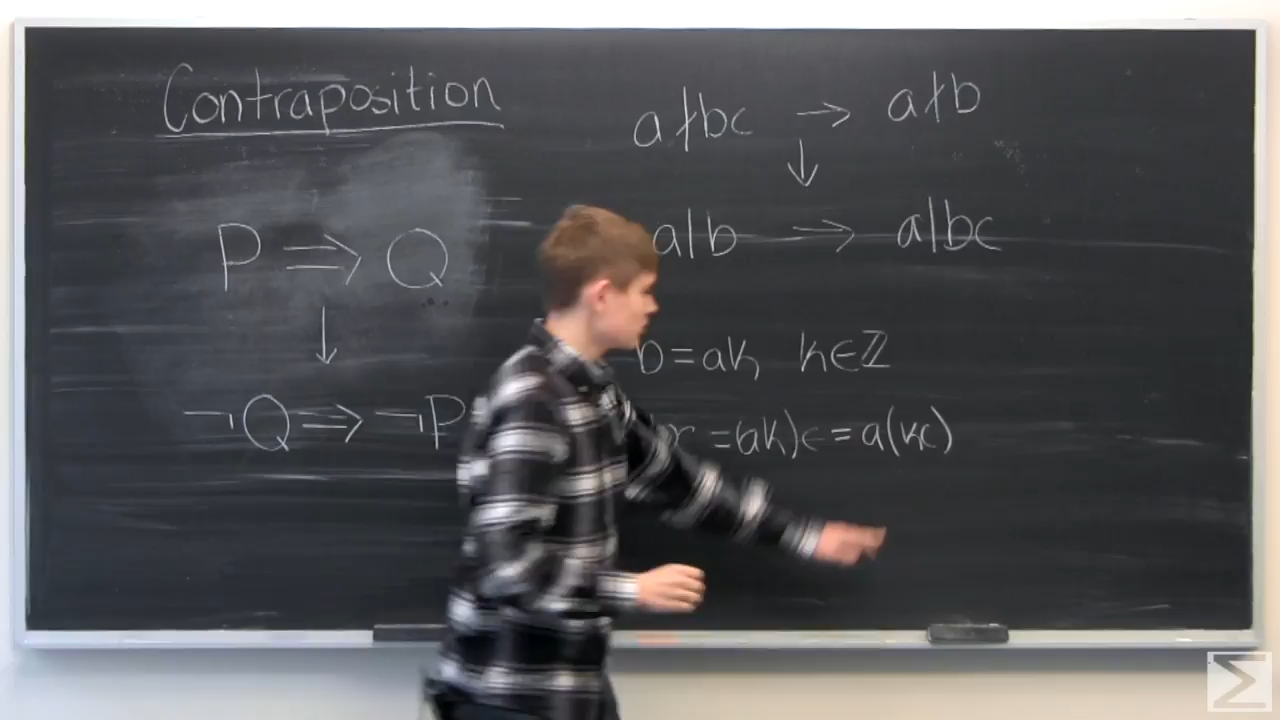 Contraposition
P ⟹ Q
↓
¬Q ⟹ ¬P
a∤bc → a∤b
↓
a|b → a|bc
b=ak k∈ℤ
c =(ak)c = a(kc)
Σ